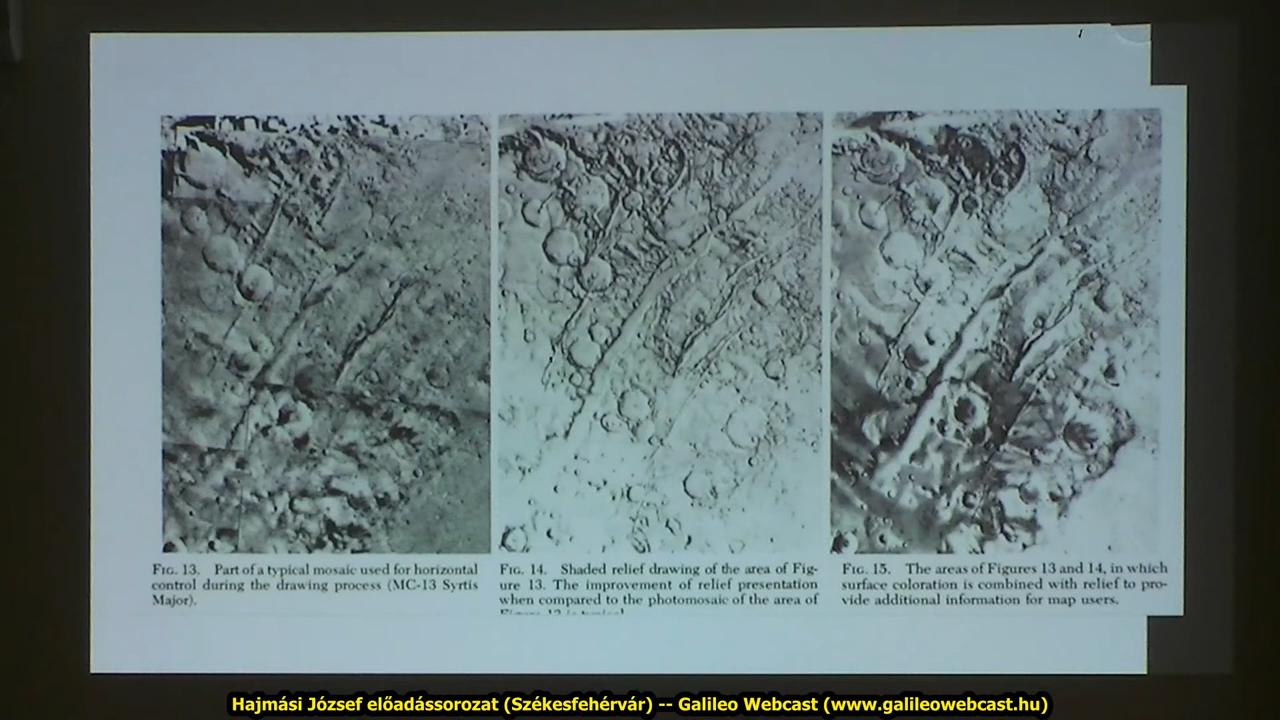 FIG. 13. Part of a typical mosaic used for horizontal
control during the drawing process (MC-13 Syrtis
Major).
FIG. 14. Shaded relief drawing of the area of Fig-
ure 13. The improvement of relief presentation
when compared to the photomosaic of the area of
FIG. 15. The areas of Figures 13 and 14, in which
surface coloration is combined with relief to pro-
vide additional information for map users.
Hajmási József előadássorozat (Székesfehérvár) -- Galileo Webcast (www.galileowebcast.hu)